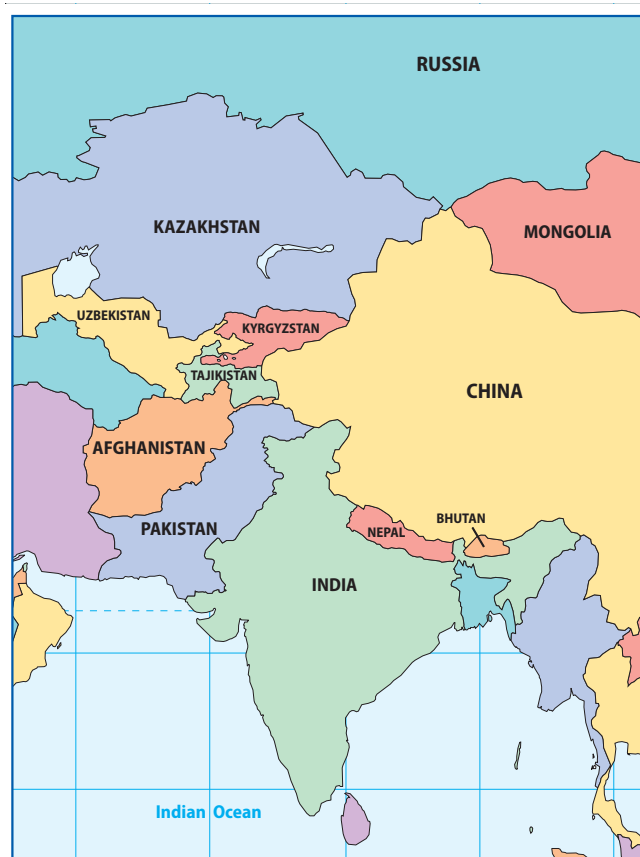 RUSSIA
KAZAKHSTAN
MONGOLIA
UZBEKISTAN
KYRGYZSTAN
TAJIKISTAN
CHINA
AFGHANISTAN
BHUTAN
PAKISTAN
NEPAL
INDIA
Indian Ocean